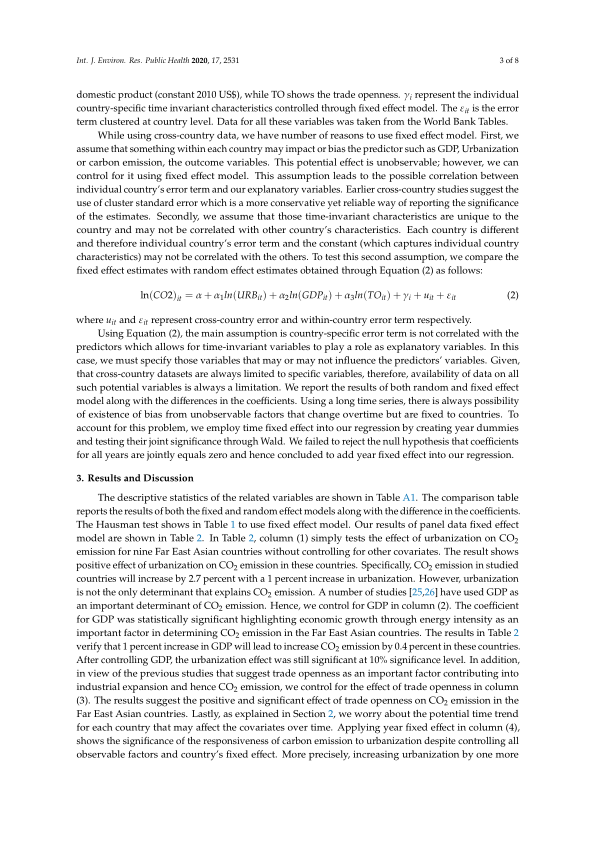 Int. J. Environ. Res. Public Health 2020, 17, 2531
3 of 8
domestic product (constant 2010 US$), while TO shows the trade openness. γi represent the individual
country-specific time invariant characteristics controlled through fixed effect model. The εit is the error
term clustered at country level. Data for all these variables was taken from the World Bank Tables.
While using cross-country data, we have number of reasons to use fixed effect model. First, we
assume that something within each country may impact or bias the predictor such as GDP, Urbanization
or carbon emission, the outcome variables. This potential effect is unobservable; however, we can
control for it using fixed effect model. This assumption leads to the possible correlation between
individual country's error term and our explanatory variables. Earlier cross-country studies suggest the
use of cluster standard error which is a more conservative yet reliable way of reporting the significance
of the estimates. Secondly, we assume that those time-invariant characteristics are unique to the
country and may not be correlated with other country's characteristics. Each country is different
and therefore individual country's error term and the constant (which captures individual country
characteristics) may not be correlated with the others. To test this second assumption, we compare the
fixed effect estimates with random effect estimates obtained through Equation (2) as follows:
ln(CO2)it = α + α1ln(URBit) + α2ln(GDPit) + α3ln(TOit) + γi + uit + εit (2)
where uit and εit represent cross-country error and within-country error term respectively.
Using Equation (2), the main assumption is country-specific error term is not correlated with the
predictors which allows for time-invariant variables to play a role as explanatory variables. In this
case, we must specify those variables that may or may not influence the predictors' variables. Given,
that cross-country datasets are always limited to specific variables, therefore, availability of data on all
such potential variables is always a limitation. We report the results of both random and fixed effect
model along with the differences in the coefficients. Using a long time series, there is always possibility
of existence of bias from unobservable factors that change overtime but are fixed to countries. To
account for this problem, we employ time fixed effect into our regression by creating year dummies
and testing their joint significance through Wald. We failed to reject the null hypothesis that coefficients
for all years are jointly equals zero and hence concluded to add year fixed effect into our regression.
3. Results and Discussion
The descriptive statistics of the related variables are shown in Table A1. The comparison table
reports the results of both the fixed and random effect models along with the difference in the coefficients.
The Hausman test shows in Table 1 to use fixed effect model. Our results of panel data fixed effect
model are shown in Table 2. In Table 2, column (1) simply tests the effect of urbanization on CO2
emission for nine Far East Asian countries without controlling for other covariates. The result shows
positive effect of urbanization on CO2 emission in these countries. Specifically, CO2 emission in studied
countries will increase by 2.7 percent with a 1 percent increase in urbanization. However, urbanization
is not the only determinant that explains CO2 emission. A number of studies [25,26] have used GDP as
an important determinant of CO2 emission. Hence, we control for GDP in column (2). The coefficient
for GDP was statistically significant highlighting economic growth through energy intensity as an
important factor in determining CO2 emission in the Far East Asian countries. The results in Table 2
verify that 1 percent increase in GDP will lead to increase CO2 emission by 0.4 percent in these countries.
After controlling GDP, the urbanization effect was still significant at 10% significance level. In addition,
in view of the previous studies that suggest trade openness as an important factor contributing into
industrial expansion and hence CO2 emission, we control for the effect of trade openness in column
(3). The results suggest the positive and significant effect of trade openness on CO2 emission in the
Far East Asian countries. Lastly, as explained in Section 2, we worry about the potential time trend
for each country that may affect the covariates over time. Applying year fixed effect in column (4),
shows the significance of the responsiveness of carbon emission to urbanization despite controlling all
observable factors and country's fixed effect. More precisely, increasing urbanization by one more